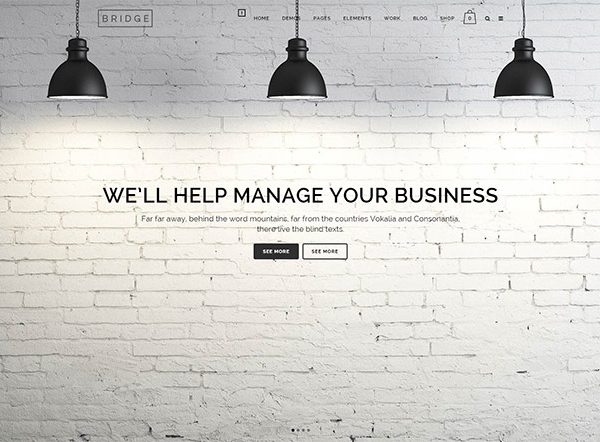 BRIDGE
HOME DEMOS PAGES ELEMENTS WORK BLOG SHOP 0
WE'LL HELP MANAGE YOUR BUSINESS
Far far away, behind the word mountains, far from the countries Vokalia and Consonantia,
there live the blind texts.
SEE MORE SEE MORE